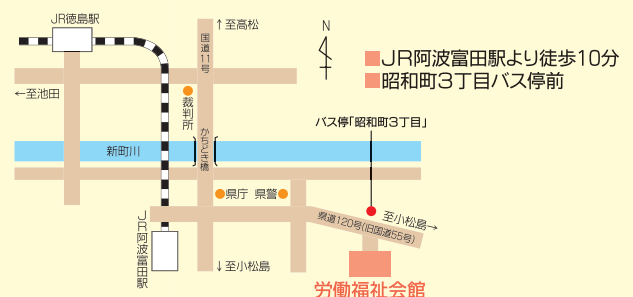 JR徳島駅
↑至高松
国道11号
N
■JR阿波富田駅より徒歩10分
■昭和町3丁目バス停前
←至池田
裁判所
バス停「昭和町3丁目」
新町川
かちどき橋
県庁 県警
JR阿波富田駅
県道120号(旧国道55号)
至小松島→
↓至小松島
労働福祉会館